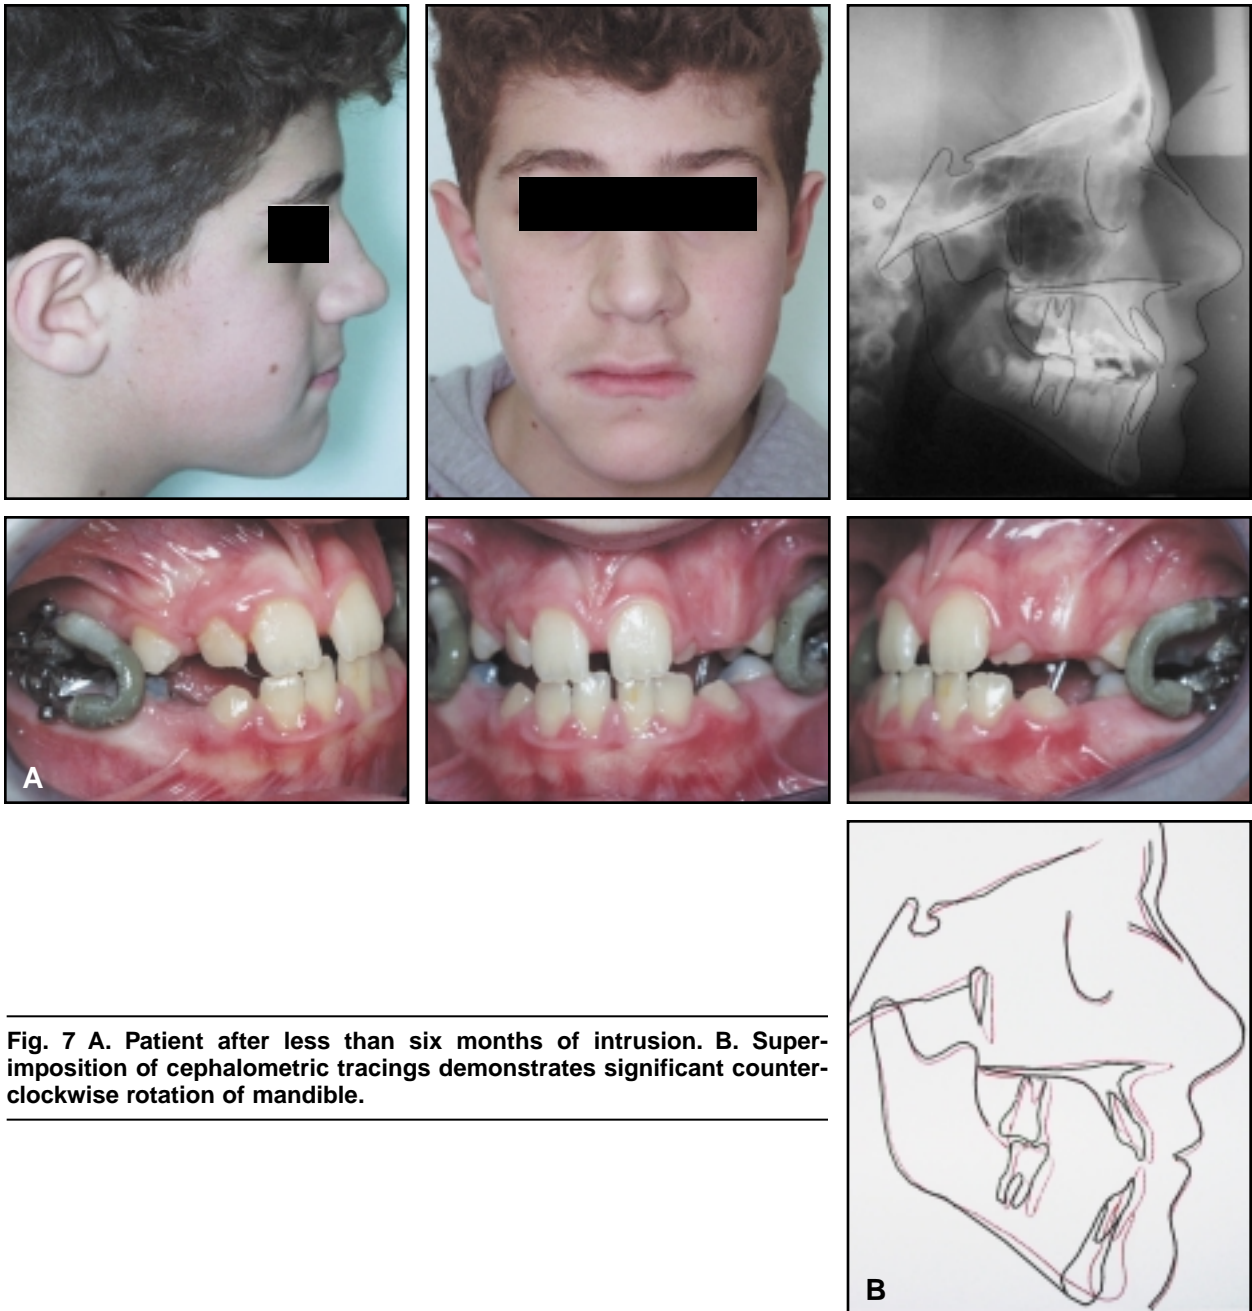 A
Fig. 7 A. Patient after less than six months of intrusion. B. Super-
imposition of cephalometric tracings demonstrates significant counter-
clockwise rotation of mandible.
B